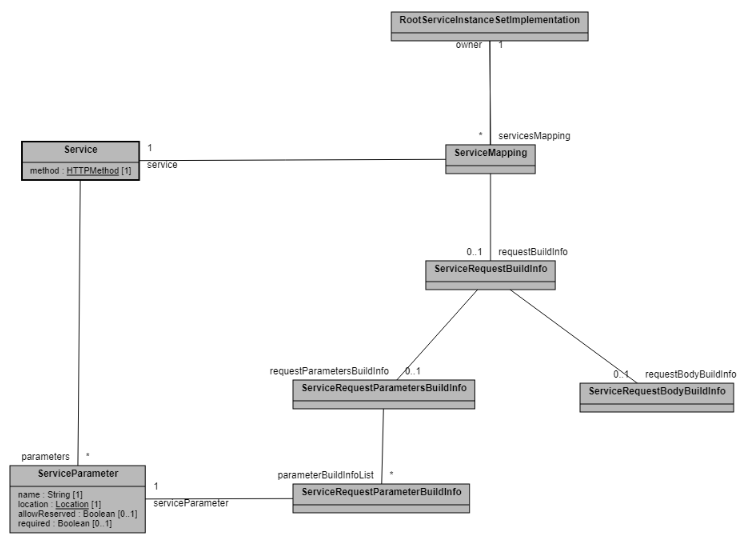 RootServiceInstanceSetImplementation
owner 1
* servicesMapping
Service
1
ServiceMapping
method : HTTPMethod [1]
service
0..1 requestBuildInfo
ServiceRequestBuildInfo
requestParametersBuildInfo 0..1
0..1 requestBodyBuildInfo
ServiceRequestParametersBuildInfo
ServiceRequestBodyBuildInfo
parameters *
ServiceParameter
parameterBuildInfoList *
1
ServiceRequestParameterBuildInfo
name : String [1]
location : Location [1]
serviceParameter
allowReserved : Boolean [0..1]
required : Boolean [0..1]